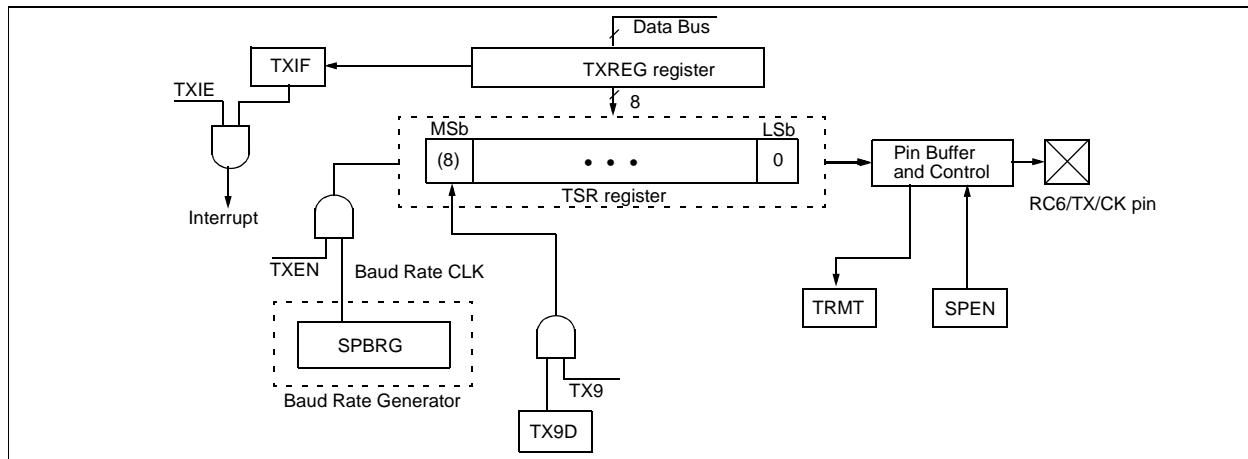 Data Bus
TXIF
TXREG register
TXIE
8
MSb
LSb
(8)
• • •
0
Pin Buffer
and Control
TSR register
Interrupt
RC6/TX/CK pin
TXEN
Baud Rate CLK
TRMT
SPEN
SPBRG
TX9
Baud Rate Generator
TX9D